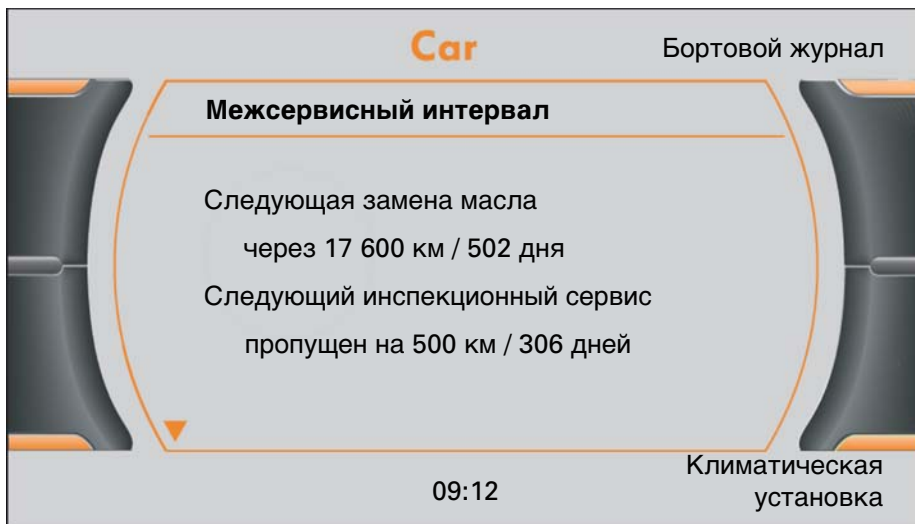 Car
Бортовой журнал
Межсервисный интервал
Следующая замена масла
через 17 600 км / 502 дня
Следующий инспекционный сервис
пропущен на 500 км / 306 дней
09:12
Климатическая
установка